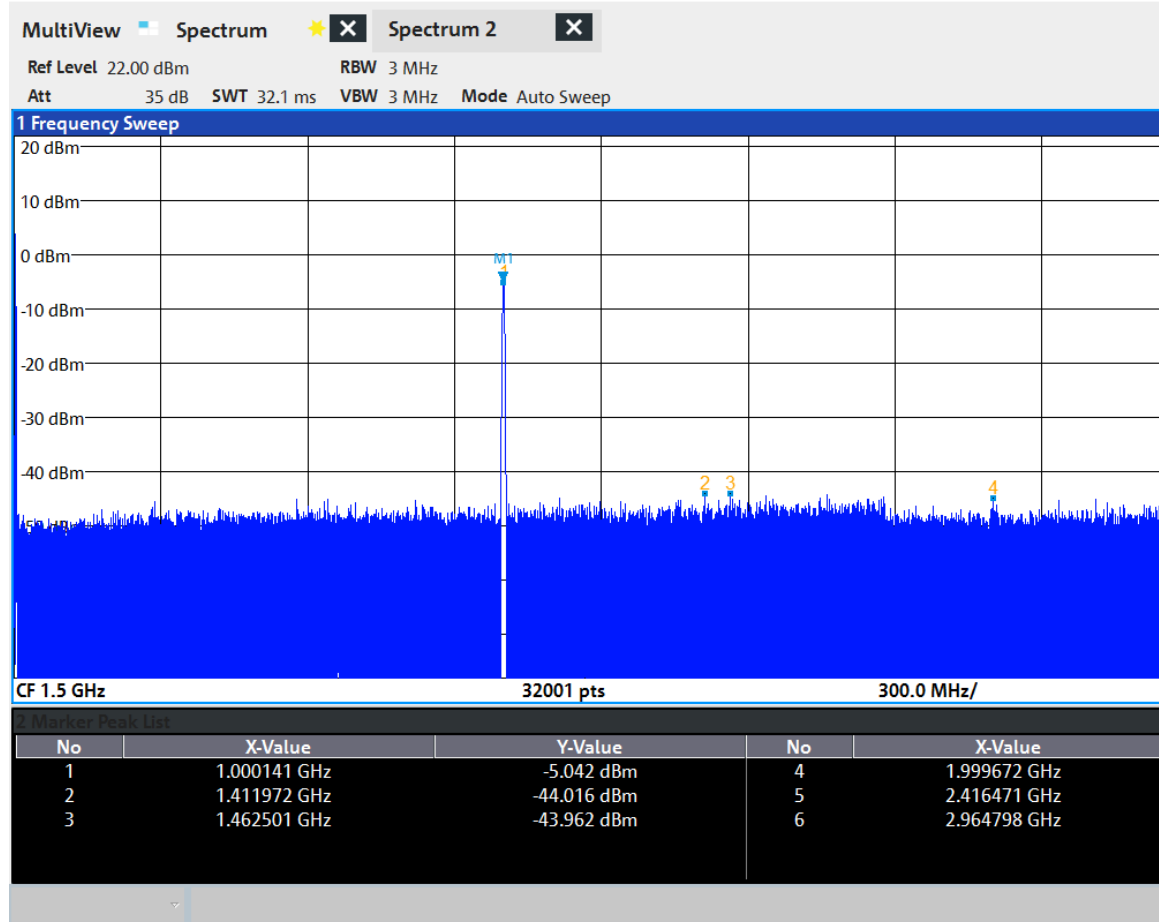 MultiView Spectrum Spectrum 2
Ref Level 22.00 dBm RBW 3 MHz
Att 35 dB SWT 32.1 ms VBW 3 MHz Mode Auto Sweep
1 Frequency Sweep
20 dBm
10 dBm
0 dBm
M1
1
-10 dBm
-20 dBm
-30 dBm
-40 dBm
2 3 4
CF 1.5 GHz 32001 pts 300.0 MHz/
2 Marker Peak List
No X-Value Y-Value No X-Value
1 1.000141 GHz -5.042 dBm 4 1.999672 GHz
2 1.411972 GHz -44.016 dBm 5 2.416471 GHz
3 1.462501 GHz -43.962 dBm 6 2.964798 GHz